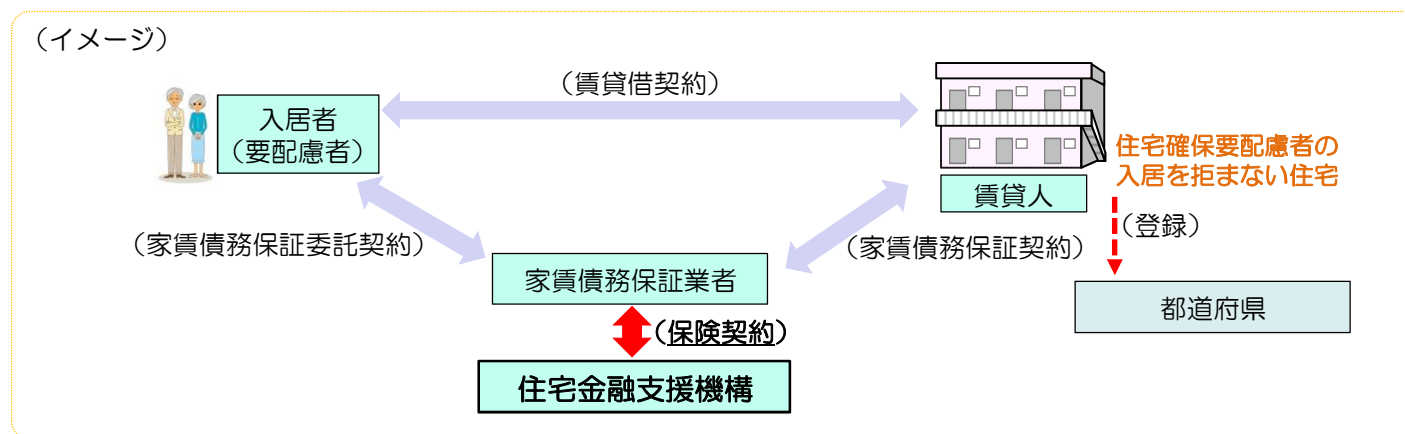 （イメージ）
（賃貸借契約）
入居者
（要配慮者）
住宅確保要配慮者の
入居を拒まない住宅
賃貸人
（登録）
（家賃債務保証委託契約）
（家賃債務保証契約）
家賃債務保証業者
都道府県
（保険契約）
住宅金融支援機構